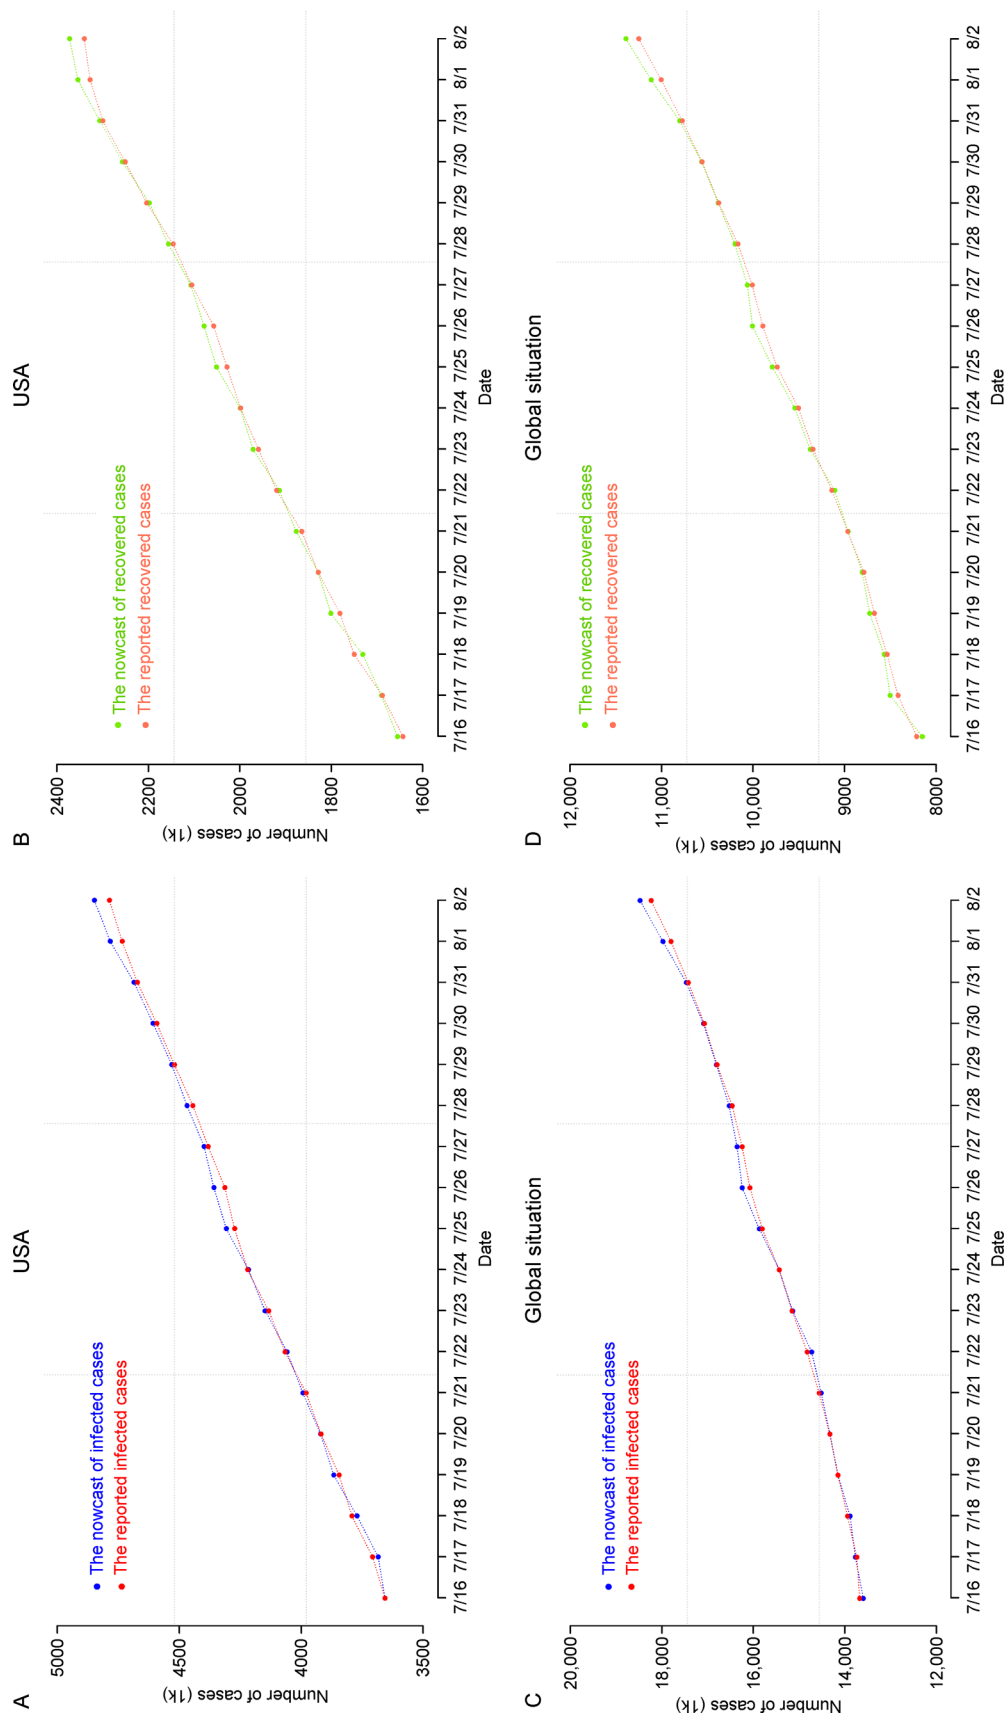 A
USA
5000
4500
4000
3500
Number of cases (1k)
The nowcast of infected cases
The reported infected cases
7/16 7/17 7/18 7/19 7/20 7/21 7/22 7/23 7/24 7/25 7/26 7/27 7/28 7/29 7/30 7/31 8/1 8/2
Date
B
USA
2400
2200
2000
1800
1600
Number of cases (1k)
The nowcast of recovered cases
The reported recovered cases
7/16 7/17 7/18 7/19 7/20 7/21 7/22 7/23 7/24 7/25 7/26 7/27 7/28 7/29 7/30 7/31 8/1 8/2
Date
C
Global situation
20,000
18,000
16,000
14,000
12,000
Number of cases (1k)
The nowcast of infected cases
The reported infected cases
7/16 7/17 7/18 7/19 7/20 7/21 7/22 7/23 7/24 7/25 7/26 7/27 7/28 7/29 7/30 7/31 8/1 8/2
Date
D
Global situation
12,000
11,000
10,000
9000
8000
Number of cases (1k)
The nowcast of recovered cases
The reported recovered cases
7/16 7/17 7/18 7/19 7/20 7/21 7/22 7/23 7/24 7/25 7/26 7/27 7/28 7/29 7/30 7/31 8/1 8/2
Date